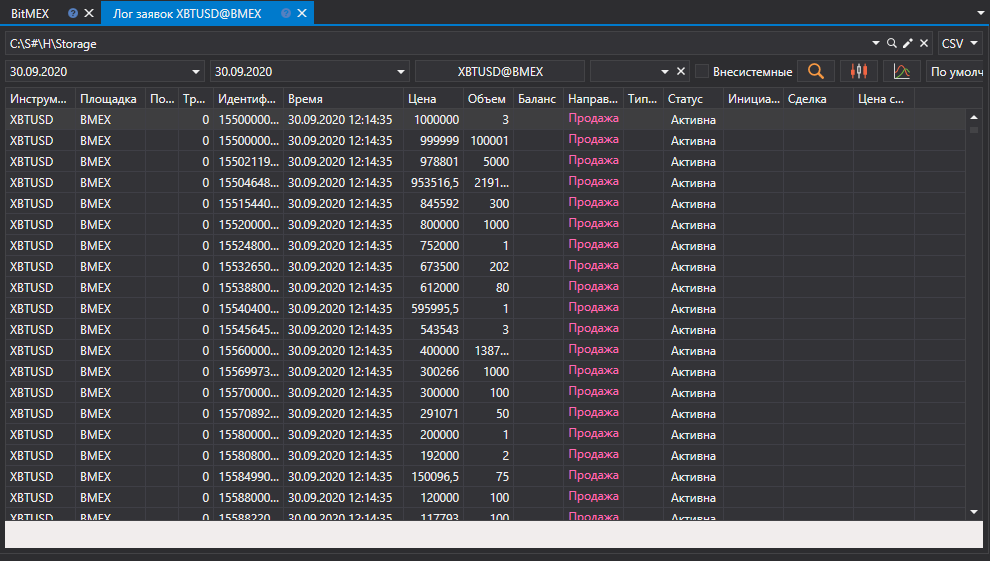 BitMEX Лог заявок XBTUSD@BMEX
C:\S#\H\Storage CSV
30.09.2020 30.09.2020 XBTUSD@BMEX Внесистемные По умолч
Инструм... Площадка По... Тр... Идентиф... Время Цена Объем Баланс Направ... Тип... Статус Инициа... Сделка Цена с...
XBTUSD BMEX 0 15500000... 30.09.2020 12:14:35 1000000 3 Продажа Активна
XBTUSD BMEX 0 15500000... 30.09.2020 12:14:35 999999 100001 Продажа Активна
XBTUSD BMEX 0 15502119... 30.09.2020 12:14:35 978801 5000 Продажа Активна
XBTUSD BMEX 0 15504648... 30.09.2020 12:14:35 953516,5 2191... Продажа Активна
XBTUSD BMEX 0 15515440... 30.09.2020 12:14:35 845592 300 Продажа Активна
XBTUSD BMEX 0 15520000... 30.09.2020 12:14:35 800000 1000 Продажа Активна
XBTUSD BMEX 0 15524800... 30.09.2020 12:14:35 752000 1 Продажа Активна
XBTUSD BMEX 0 15532650... 30.09.2020 12:14:35 673500 202 Продажа Активна
XBTUSD BMEX 0 15538800... 30.09.2020 12:14:35 612000 80 Продажа Активна
XBTUSD BMEX 0 15540400... 30.09.2020 12:14:35 595995,5 1 Продажа Активна
XBTUSD BMEX 0 15545645... 30.09.2020 12:14:35 543543 3 Продажа Активна
XBTUSD BMEX 0 15560000... 30.09.2020 12:14:35 400000 1387... Продажа Активна
XBTUSD BMEX 0 15569973... 30.09.2020 12:14:35 300266 1000 Продажа Активна
XBTUSD BMEX 0 15570000... 30.09.2020 12:14:35 300000 100 Продажа Активна
XBTUSD BMEX 0 15570892... 30.09.2020 12:14:35 291071 50 Продажа Активна
XBTUSD BMEX 0 15580000... 30.09.2020 12:14:35 200000 1 Продажа Активна
XBTUSD BMEX 0 15580800... 30.09.2020 12:14:35 192000 2 Продажа Активна
XBTUSD BMEX 0 15584990... 30.09.2020 12:14:35 150096,5 75 Продажа Активна
XBTUSD BMEX 0 15588000... 30.09.2020 12:14:35 120000 100 Продажа Активна
XBTUSD BMEX 0 15588220... 30.09.2020 12:14:35 117793 100 Продажа Активна